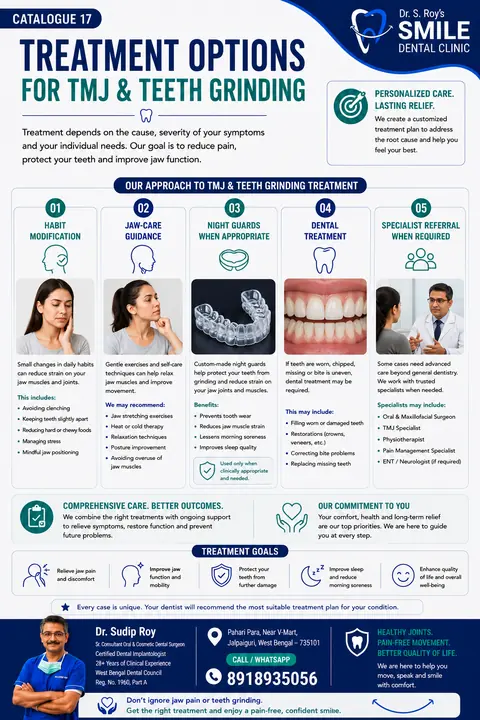 CATALOGUE 17
Dr. S. Roy's
SMILE
DENTAL CLINIC
TREATMENT OPTIONS
FOR TMJ & TEETH GRINDING
Treatment depends on the cause, severity of your symptoms
and your individual needs. Our goal is to reduce pain,
protect your teeth and improve jaw function.
PERSONALIZED CARE.
LASTING RELIEF.
We create a customized
treatment plan to address
the root cause and help you
feel your best.
OUR APPROACH TO TMJ & TEETH GRINDING TREATMENT
01
HABIT
MODIFICATION
Small changes in daily habits
can reduce strain on your
jaw muscles and joints.
This includes:
• Avoiding clenching
• Keeping teeth slightly apart
• Reducing hard or chewy foods
• Managing stress
• Mindful jaw positioning
02
JAW-CARE
GUIDANCE
Gentle exercises and self-care
techniques can help relax
jaw muscles and improve
movement.
We may recommend:
• Jaw stretching exercises
• Heat or cold therapy
• Relaxation techniques
• Posture improvement
• Avoiding overuse of
jaw muscles
03
NIGHT GUARDS
WHEN APPROPRIATE
Custom-made night guards
help protect your teeth from
grinding and reduce strain on
your jaw joints and muscles.
Benefits:
• Prevents tooth wear
• Reduces jaw muscle strain
• Lessens morning soreness
• Improves sleep quality
Used only when
clinically appropriate
and needed.
04
DENTAL
TREATMENT
If teeth are worn, chipped,
missing or bite is uneven,
dental treatment may be
required.
This may include:
• Filling worn or damaged teeth
• Restorations (crowns,
veneers, etc.)
• Correcting bite problems
• Replacing missing teeth
05
SPECIALIST REFERRAL
WHEN REQUIRED
Some cases need advanced
care beyond general dentistry.
We work with trusted
specialists when needed.
Specialists may include:
• Oral & Maxillofacial Surgeon
• TMJ Specialist
• Physiotherapist
• Pain Management Specialist
• ENT / Neurologist (if required)
COMPREHENSIVE CARE. BETTER OUTCOMES.
We combine the right treatments with ongoing support
to relieve symptoms, restore function and prevent
future problems.
OUR COMMITMENT TO YOU
Your comfort, health and long-term relief
are our top priorities. We are here to guide
you at every step.
TREATMENT GOALS
Relieve jaw pain
and discomfort
Improve jaw
function and
mobility
Protect your
teeth from
further damage
Improve sleep
and reduce
morning soreness
Enhance quality
of life and overall
well-being
★ Every case is unique. Your dentist will recommend the most suitable treatment plan for your condition.
Dr. Sudip Roy
Sr. Consultant Oral & Cosmetic Dental Surgeon
Certified Dental Implantologist
28+ Years of Clinical Experience
West Bengal Dental Council
Reg. No. 1960, Part A
Pahari Para, Near V-Mart,
Jalpaiguri, West Bengal – 735101
CALL / WHATSAPP
8918935056
HEALTHY JOINTS.
PAIN-FREE MOVEMENT.
BETTER QUALITY OF LIFE.
We are here to help you
move, speak and smile
with comfort.
Don't ignore jaw pain or teeth grinding.
Get the right treatment and enjoy a pain-free, confident smile.